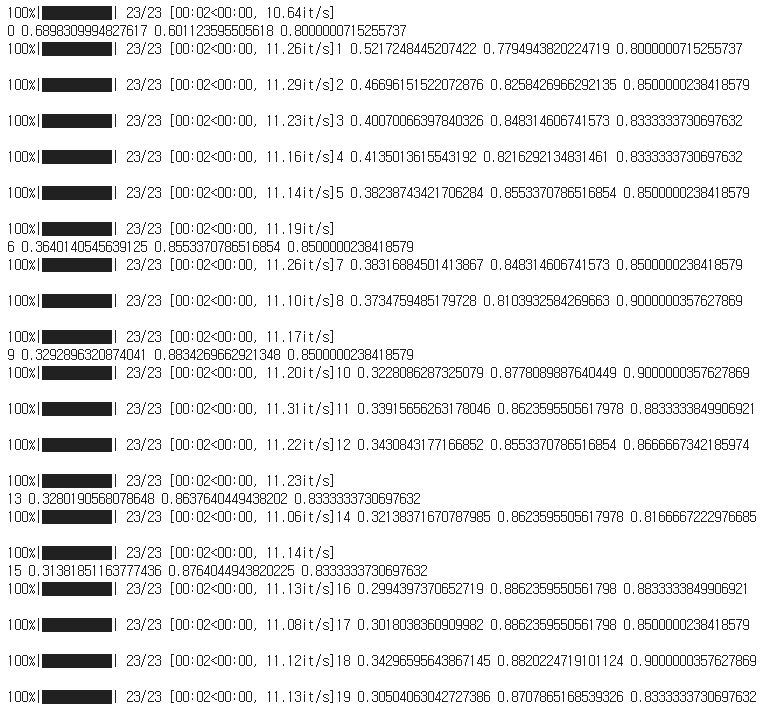 100%|██████████| 23/23 [00:02<00:00, 10.64it/s]
0 0.6898309994827617 0.601123595505618 0.8000000715255737
100%|██████████| 23/23 [00:02<00:00, 11.26it/s]1 0.5217248445207422 0.7794943820224719 0.8000000715255737
100%|██████████| 23/23 [00:02<00:00, 11.29it/s]2 0.46696151522072876 0.8258426966292135 0.8500000238418579
100%|██████████| 23/23 [00:02<00:00, 11.23it/s]3 0.40070066397840326 0.848314606741573 0.8333333730697632
100%|██████████| 23/23 [00:02<00:00, 11.16it/s]4 0.4135013615543192 0.8216292134831461 0.8333333730697632
100%|██████████| 23/23 [00:02<00:00, 11.14it/s]5 0.38238743421706284 0.8553370786516854 0.8500000238418579
100%|██████████| 23/23 [00:02<00:00, 11.19it/s]
6 0.3640140545639125 0.8553370786516854 0.8500000238418579
100%|██████████| 23/23 [00:02<00:00, 11.26it/s]7 0.38316884501413867 0.848314606741573 0.8500000238418579
100%|██████████| 23/23 [00:02<00:00, 11.10it/s]8 0.3734759485179728 0.8103932584269663 0.9000000357627869
100%|██████████| 23/23 [00:02<00:00, 11.17it/s]
9 0.3292896320874041 0.8834269662921348 0.8500000238418579
100%|██████████| 23/23 [00:02<00:00, 11.20it/s]10 0.3228086287325079 0.8778089887640449 0.9000000357627869
100%|██████████| 23/23 [00:02<00:00, 11.31it/s]11 0.33915656263178046 0.8623595505617978 0.8833333849906921
100%|██████████| 23/23 [00:02<00:00, 11.22it/s]12 0.3430843177166852 0.8553370786516854 0.8666667342185974
100%|██████████| 23/23 [00:02<00:00, 11.23it/s]
13 0.3280190568078648 0.8637640449438202 0.8333333730697632
100%|██████████| 23/23 [00:02<00:00, 11.06it/s]14 0.32138371670787985 0.8623595505617978 0.8166667222976685
100%|██████████| 23/23 [00:02<00:00, 11.14it/s]
15 0.31381851163777436 0.8764044943820225 0.8333333730697632
100%|██████████| 23/23 [00:02<00:00, 11.13it/s]16 0.2994397370652719 0.8862359550561798 0.8833333849906921
100%|██████████| 23/23 [00:02<00:00, 11.08it/s]17 0.3018038360909982 0.8862359550561798 0.8500000238418579
100%|██████████| 23/23 [00:02<00:00, 11.12it/s]18 0.34296595643867145 0.8820224719101124 0.9000000357627869
100%|██████████| 23/23 [00:02<00:00, 11.13it/s]19 0.30504063042727386 0.8707865168539326 0.8333333730697632